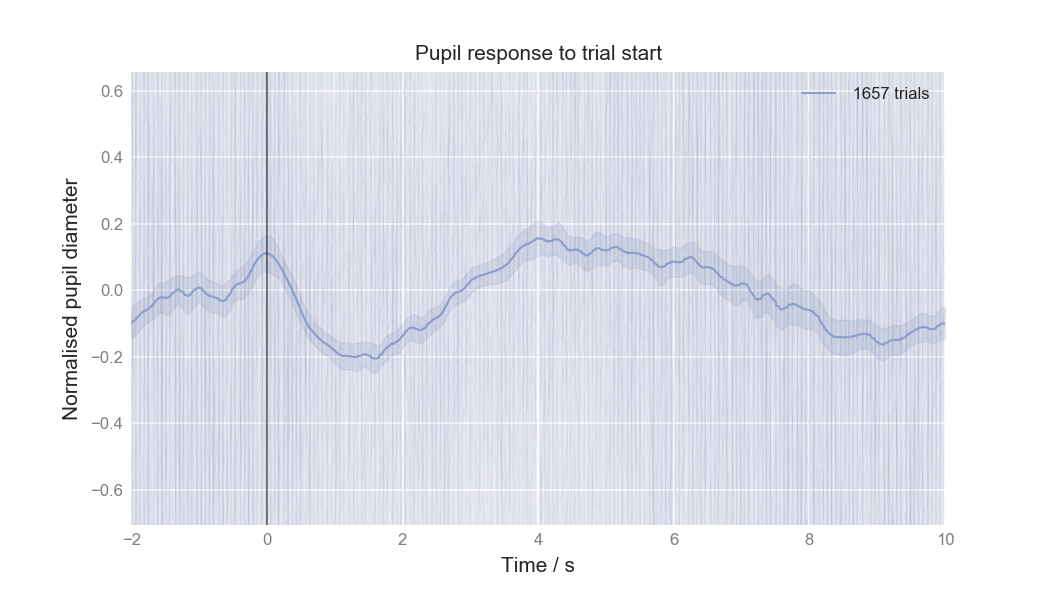 Pupil response to trial start
1657 trials
Normalised pupil diameter
0.6
0.4
0.2
0.0
−0.2
−0.4
−0.6
−2 0 2 4 6 8 10
Time / s